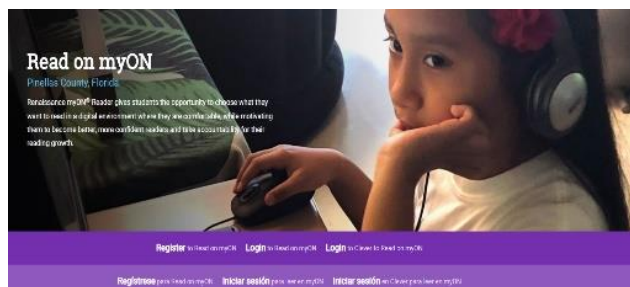 Read on myON
Pinellas County, Florida
Renaissance myON® Reader gives students the opportunity to choose what they
want to read in a digital environment where they are comfortable, while motivating
them to become better, more confident readers and take accountability for their
reading growth.
Register to Read on myON Login to Read on myON Login to Clever to Read on myON
Regístrese para Read on myON Iniciar sesión para leer en myON Iniciar sesión en Clever para leer en myON